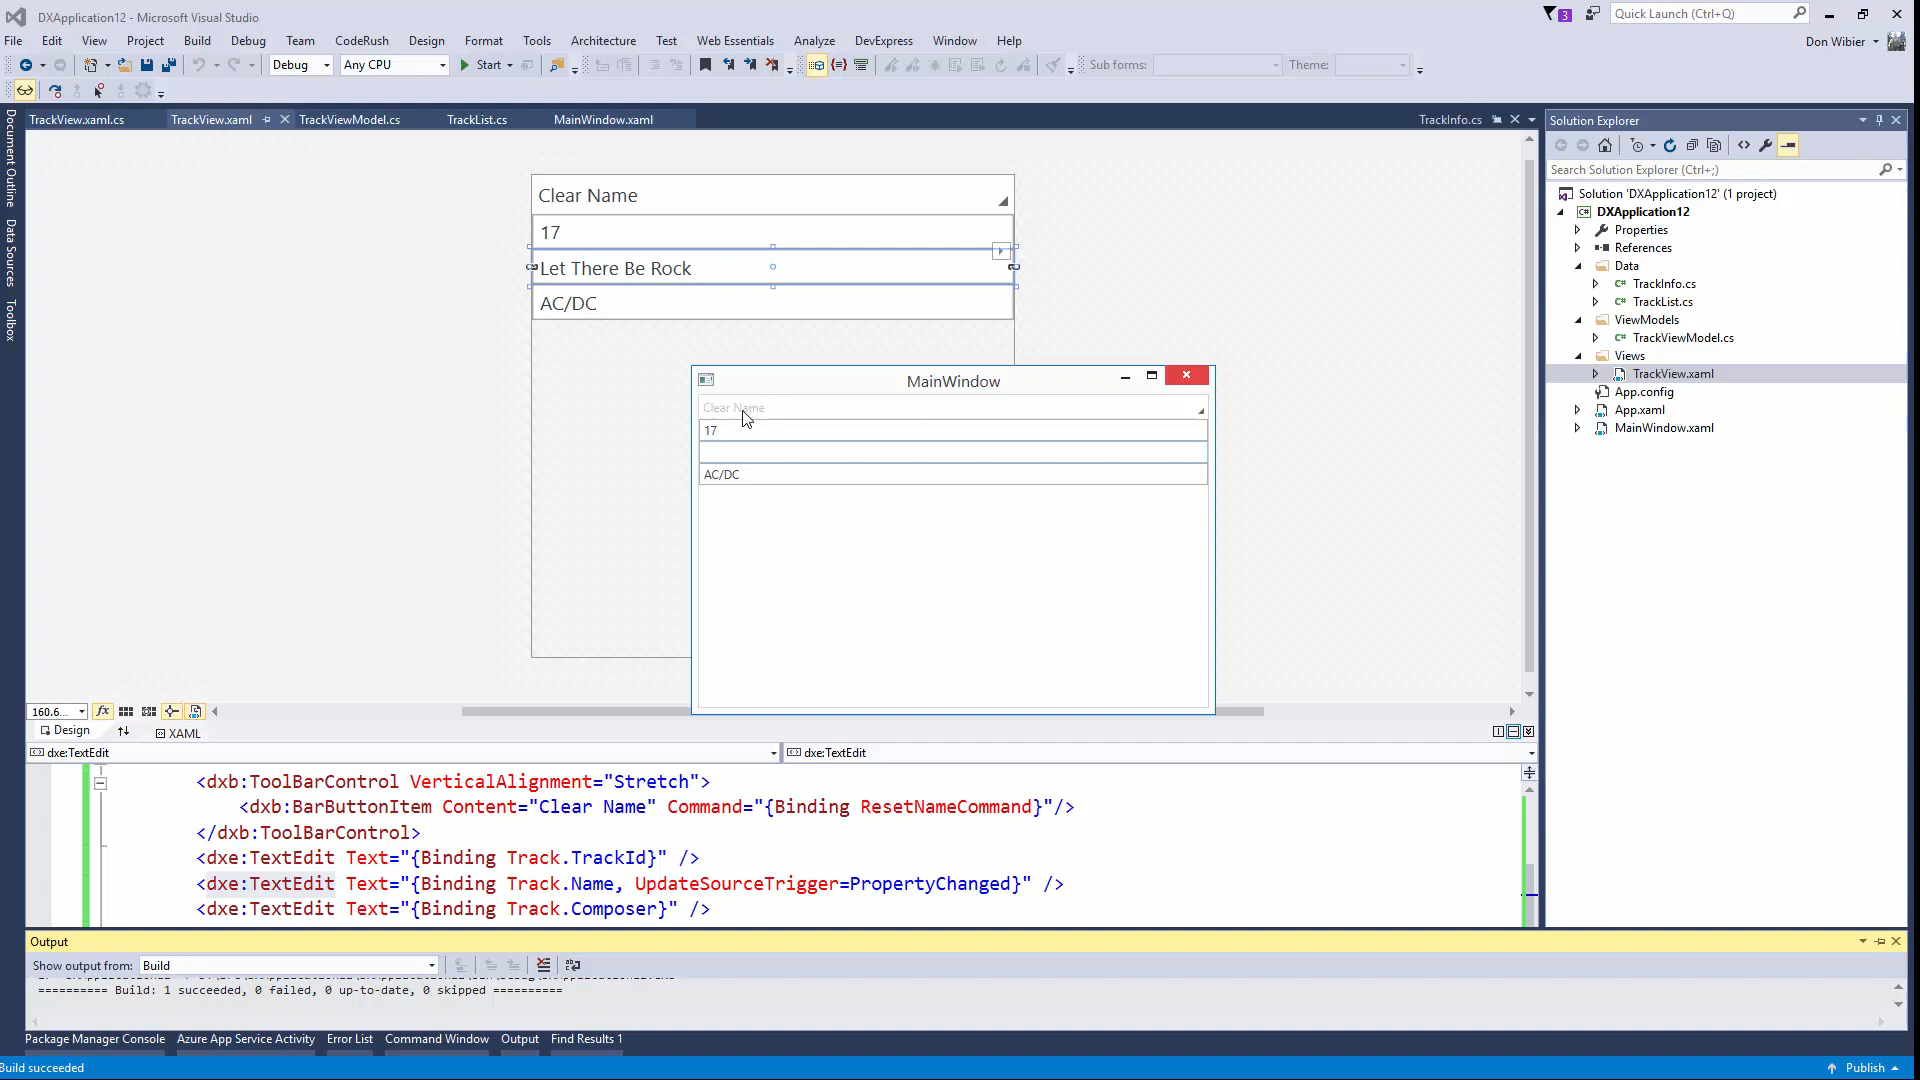 DXApplication12 - Microsoft Visual Studio
3
Quick Launch (Ctrl+Q)
File Edit View Project Build Debug Team CodeRush Design Format Tools Architecture Test Web Essentials Analyze DevExpress Window Help
Don Wibier
Debug Any CPU Start Sub forms: Theme:
TrackView.xaml.cs TrackView.xaml TrackViewModel.cs TrackList.cs MainWindow.xaml TrackInfo.cs
Document Outline
Data Sources
Toolbox
Clear Name
17
Let There Be Rock
AC/DC
MainWindow
Clear Name
17
AC/DC
160.6...
Design
XAML
dxe:TextEdit
dxe:TextEdit
<dxb:ToolBarControl VerticalAlignment="Stretch">
<dxb:BarButtonItem Content="Clear Name" Command="{Binding ResetNameCommand}"/>
</dxb:ToolBarControl>
<dxe:TextEdit Text="{Binding Track.TrackId}" />
<dxe:TextEdit Text="{Binding Track.Name, UpdateSourceTrigger=PropertyChanged}" />
<dxe:TextEdit Text="{Binding Track.Composer}" />
Solution Explorer
Search Solution Explorer (Ctrl+;)
Solution 'DXApplication12' (1 project)
DXApplication12
Properties
References
Data
TrackInfo.cs
TrackList.cs
ViewModels
TrackViewModel.cs
Views
TrackView.xaml
App.config
App.xaml
MainWindow.xaml
Output
Show output from: Build
========== Build: 1 succeeded, 0 failed, 0 up-to-date, 0 skipped ==========
Package Manager Console Azure App Service Activity Error List Command Window Output Find Results 1
Build succeeded
Publish